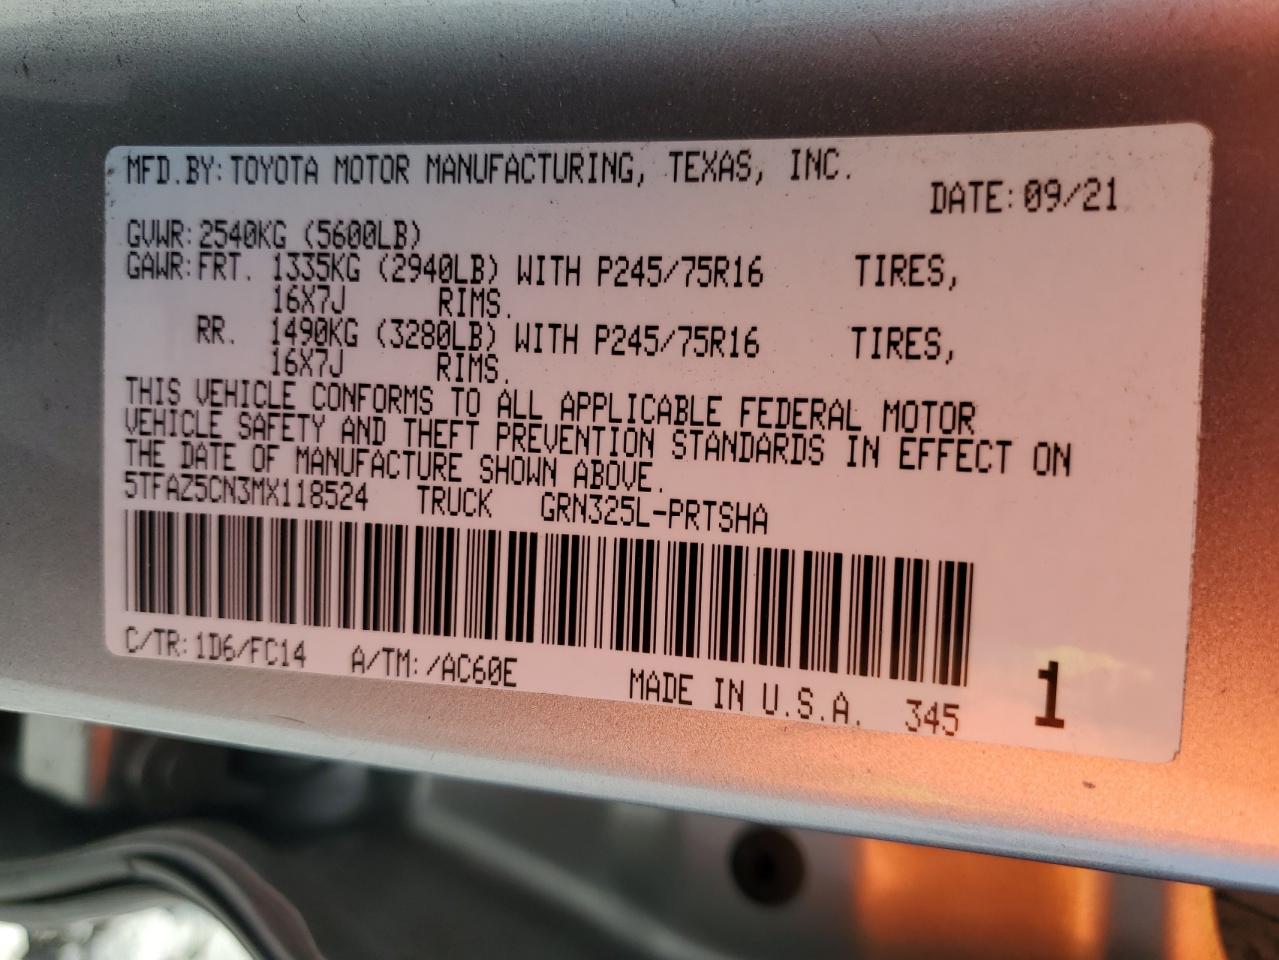 MFD.BY: TOYOTA MOTOR MANUFACTURING, TEXAS, INC.
DATE: 09/21
GVWR: 2540KG (5600LB)
GAWR: FRT. 1335KG (2940LB) WITH P245/75R16 TIRES,
16X7J RIMS.
RR. 1490KG (3280LB) WITH P245/75R16 TIRES,
16X7J RIMS.
THIS VEHICLE CONFORMS TO ALL APPLICABLE FEDERAL MOTOR
VEHICLE SAFETY AND THEFT PREVENTION STANDARDS IN EFFECT ON
THE DATE OF MANUFACTURE SHOWN ABOVE.
5TFAZ5CN3MX118524 TRUCK GRN325L-PRTSHA
C/TR: 1D6/FC14 A/TM: /AC60E MADE IN U.S.A. 345 1